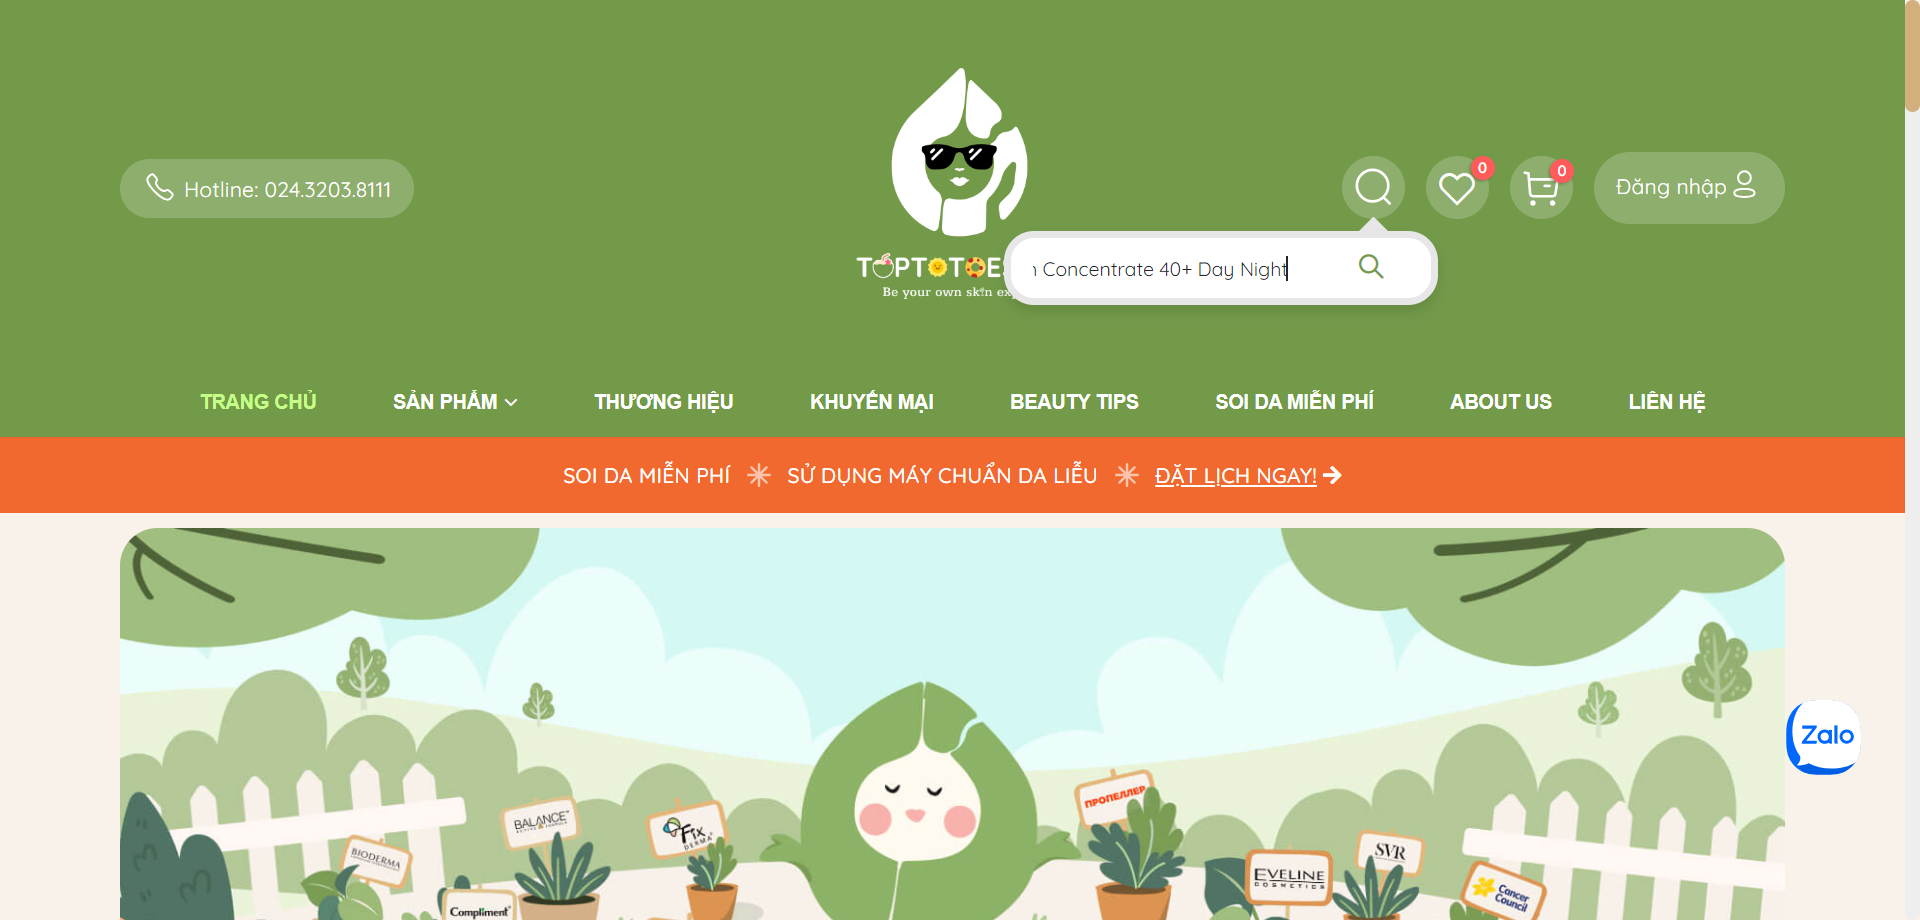 Hotline: 024.3203.8111
TOPTOTOES
Be your own skin
0
0
Đăng nhập
Concentrate 40+ Day Night
TRANG CHỦ
SẢN PHẨM
THƯƠNG HIỆU
KHUYẾN MẠI
BEAUTY TIPS
SOI DA MIỄN PHÍ
ABOUT US
LIÊN HỆ
SOI DA MIỄN PHÍ
SỬ DỤNG MÁY CHUẨN DA LIỄU
ĐẶT LỊCH NGAY!
Zalo
BIODERMA
BALANCE
ACTIVE FORMULA
Fix
DERMA
Compliment
ПРОПЕЛЛЕР
EVELINE
COSMETICS
SVR
Cancer
Council